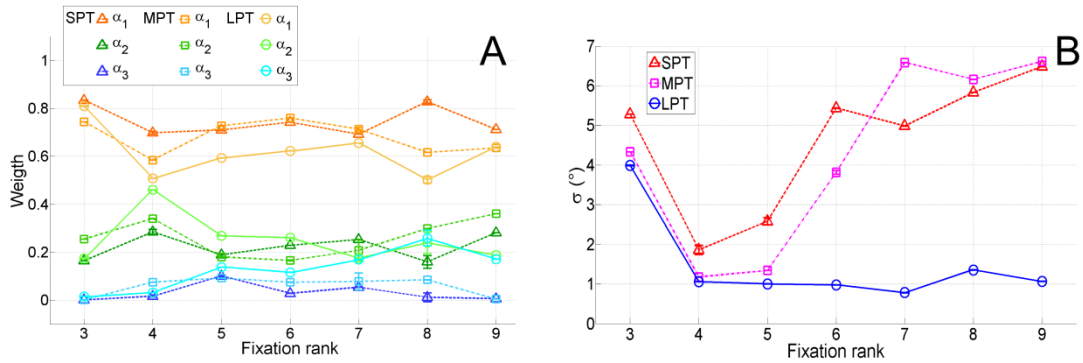 SPT α1 MPT α1 LPT α1
α2 α2 α2
α3 α3 α3
A
1
0.8
0.6
0.4
0.2
0
Weigth
3 4 5 6 7 8 9
Fixation rank
B
SPT
MPT
LPT
7
6
5
4
3
2
1
0
σ (°)
3 4 5 6 7 8 9
Fixation rank